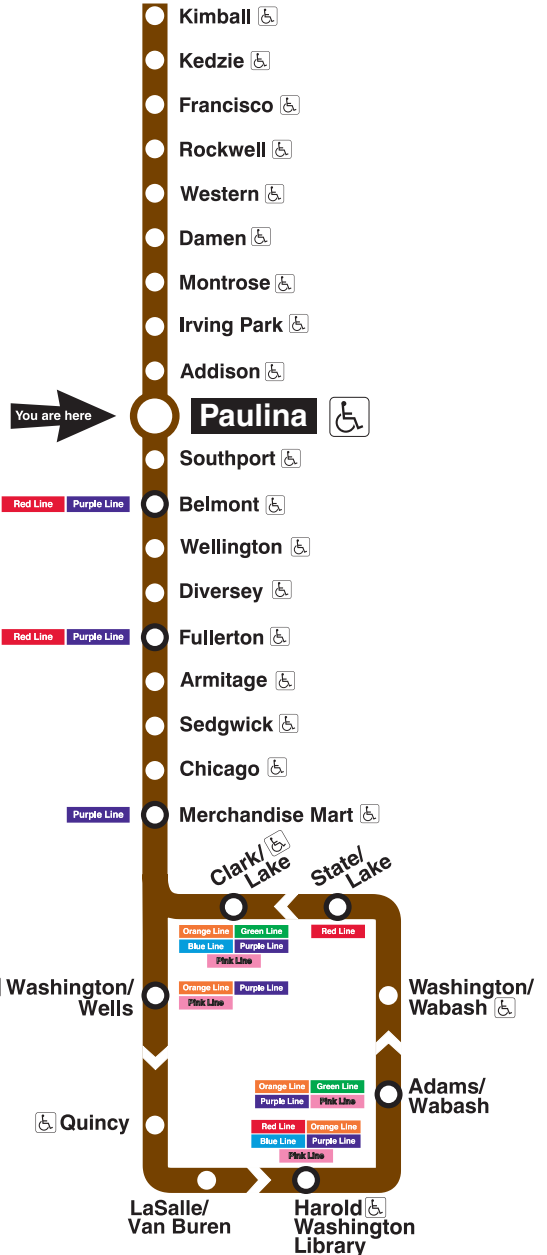 Kimball
Kedzie
Francisco
Rockwell
Western
Damen
Montrose
Irving Park
Addison
You are here
Paulina
Southport
Red Line Purple Line
Belmont
Wellington
Diversey
Red Line Purple Line
Fullerton
Armitage
Sedgwick
Chicago
Purple Line
Merchandise Mart
Clark/
Lake
State/
Lake
Orange Line Green Line
Blue Line Purple Line
Pink Line
Red Line
Washington/
Wells
Orange Line Purple Line
Pink Line
Washington/
Wabash
Orange Line Green Line
Purple Line Pink Line
Adams/
Wabash
Quincy
Red Line Orange Line
Blue Line Purple Line
Pink Line
LaSalle/
Van Buren
Harold
Washington
Library